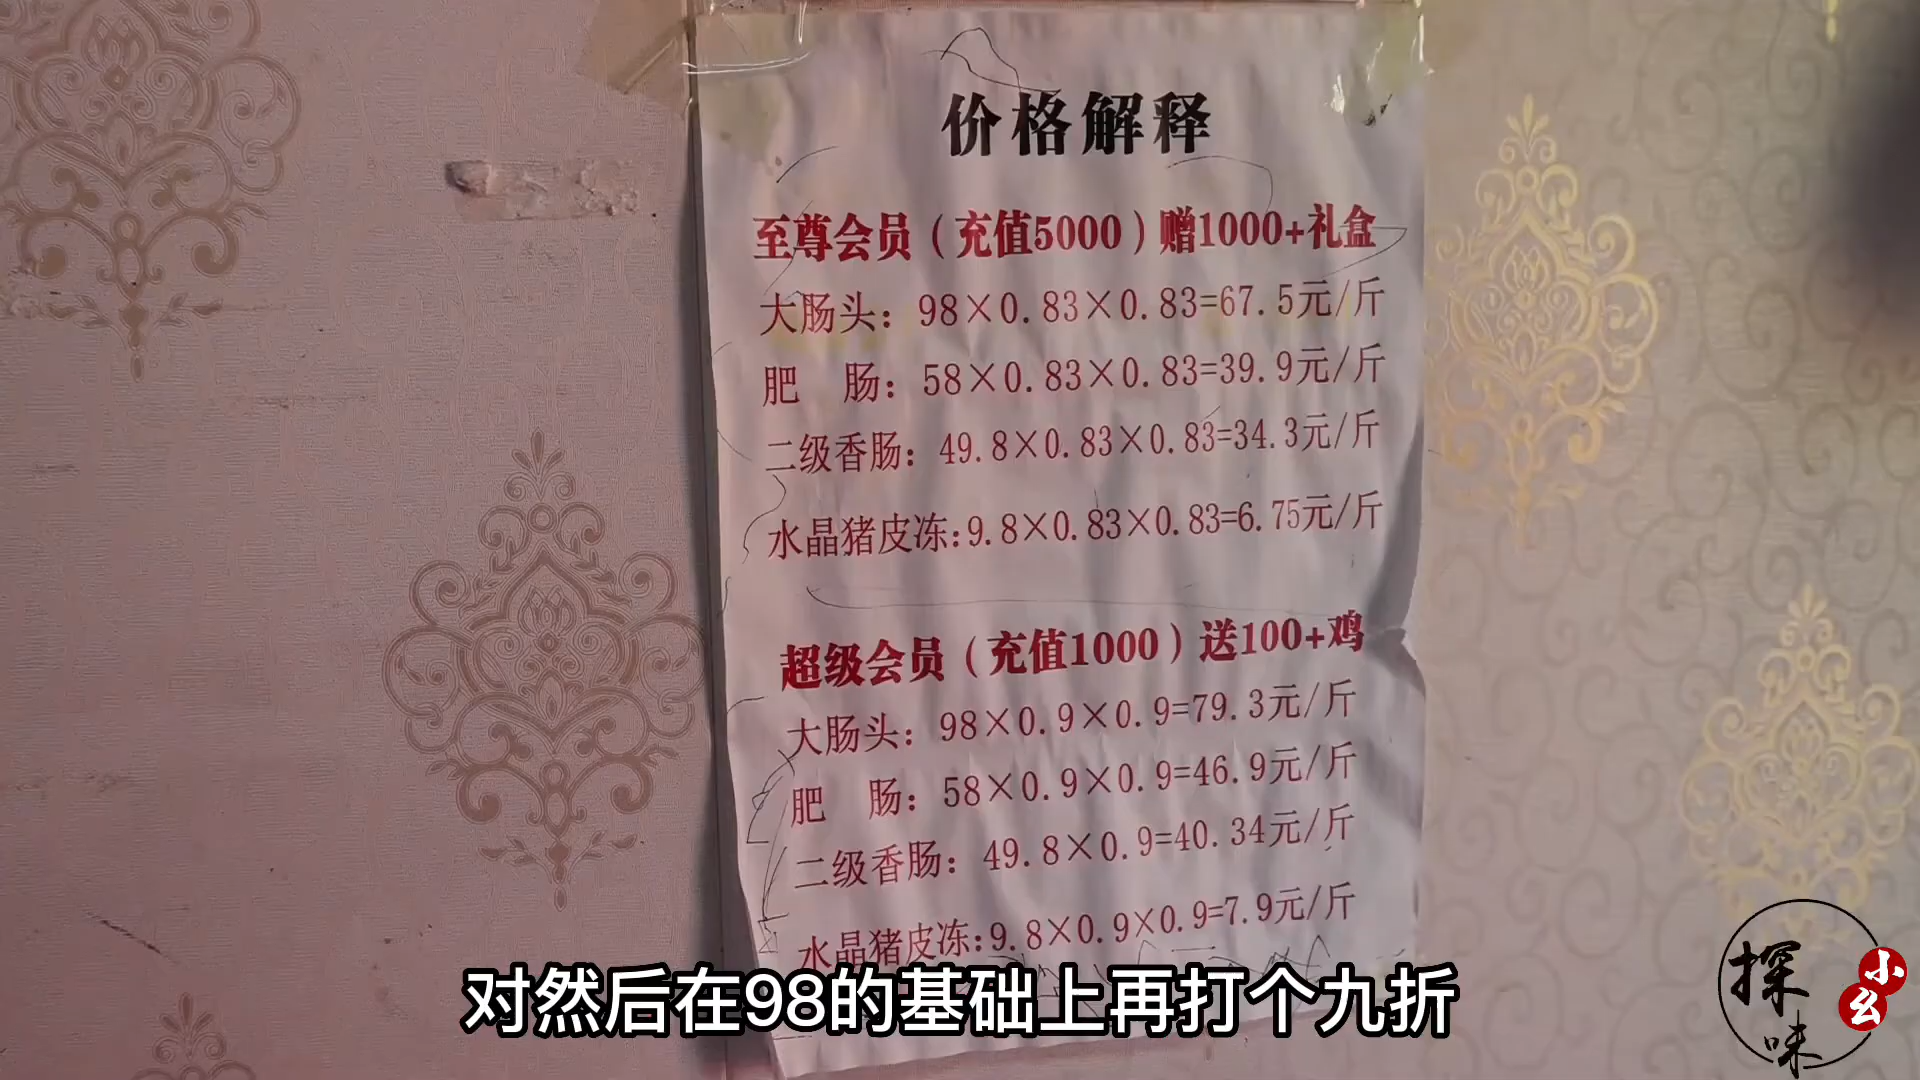 价格解释
至尊会员（充值5000）赠1000+礼盒
大肠头：98×0.83×0.83=67.5元/斤
肥　肠：58×0.83×0.83=39.9元/斤
二级香肠：49.8×0.83×0.83=34.3元/斤
水晶猪皮冻:9.8×0.83×0.83=6.75元/斤
超级会员（充值1000）送100+鸡
大肠头：98×0.9×0.9=79.3元/斤
肥　肠：58×0.9×0.9=46.9元/斤
二级香肠：49.8×0.9=40.34元/斤
水晶猪皮冻:9.8×0.9×0.9=7.9元/斤
对然后在98的基础上再打个九折
小幺
探味